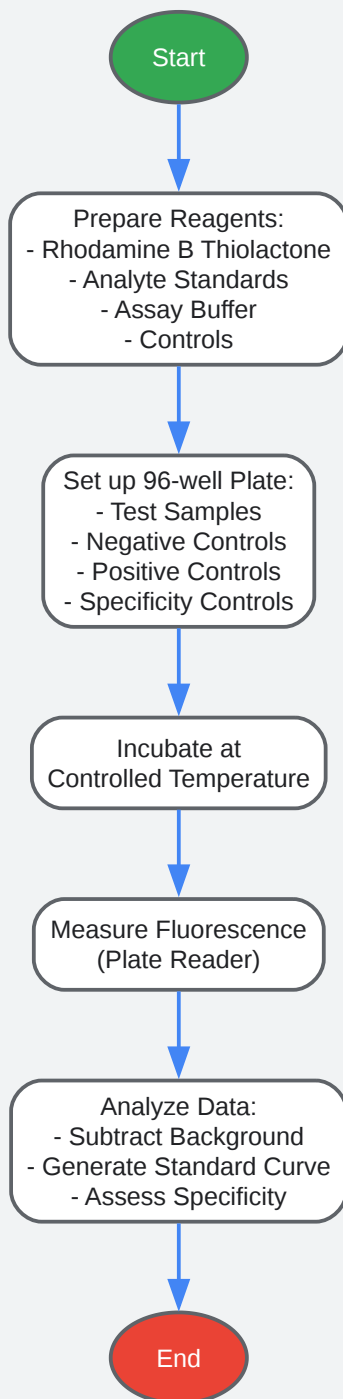 Start
Prepare Reagents:
- Rhodamine B Thiolactone
- Analyte Standards
- Assay Buffer
- Controls
Set up 96-well Plate:
- Test Samples
- Negative Controls
- Positive Controls
- Specificity Controls
Incubate at
Controlled Temperature
Measure Fluorescence
(Plate Reader)
Analyze Data:
- Subtract Background
- Generate Standard Curve
- Assess Specificity
End